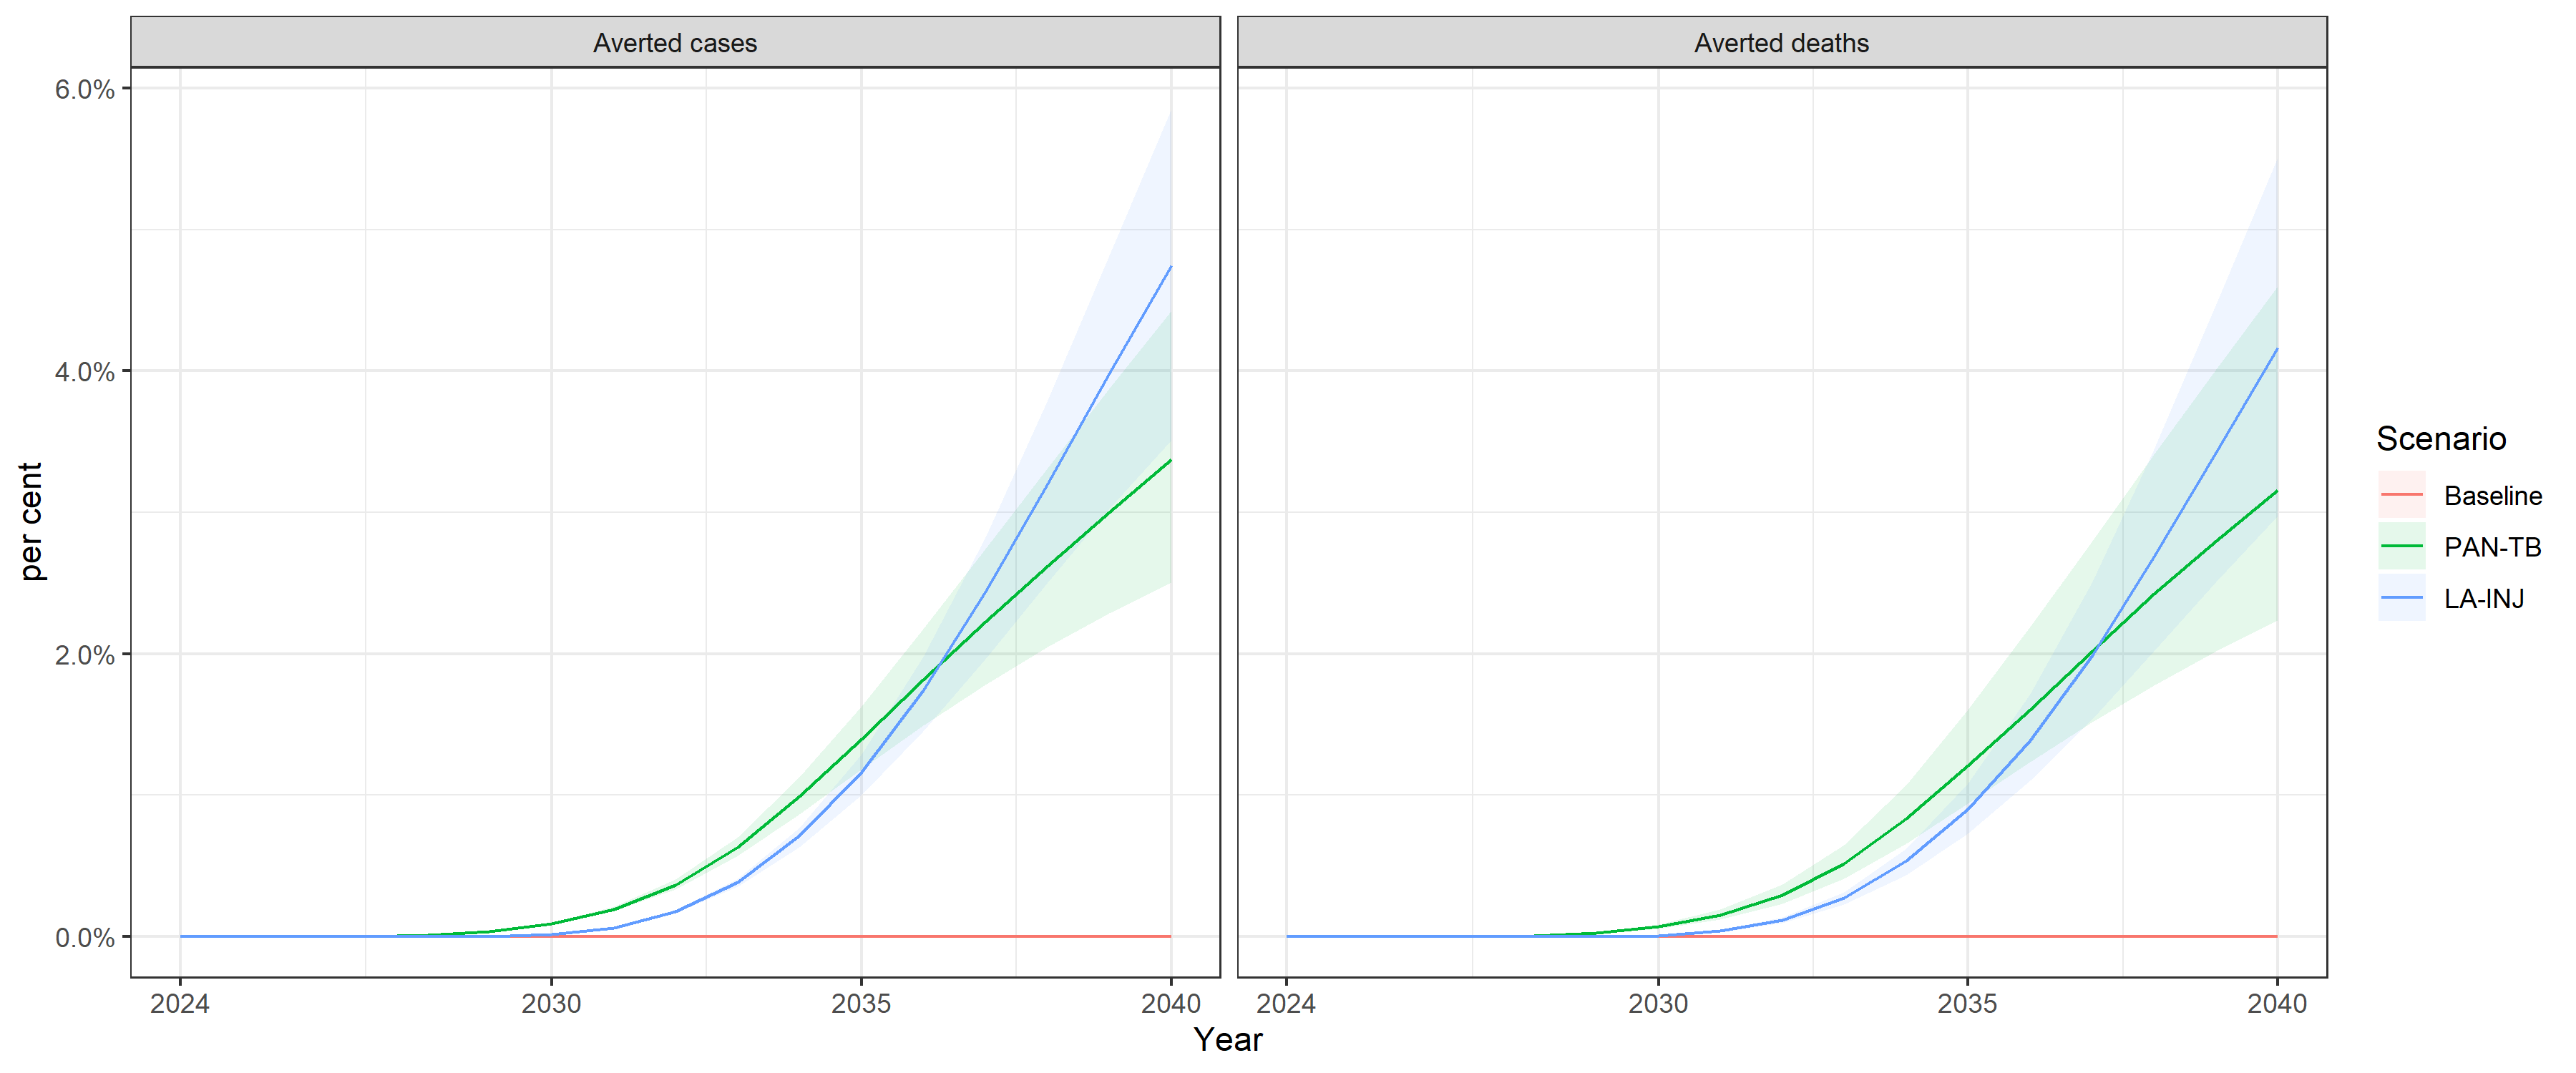 Averted cases
Averted deaths
6.0%
4.0%
2.0%
0.0%
per cent
2024
2030
2035
2040
2024
2030
2035
2040
Year
Scenario
Baseline
PAN-TB
LA-INJ